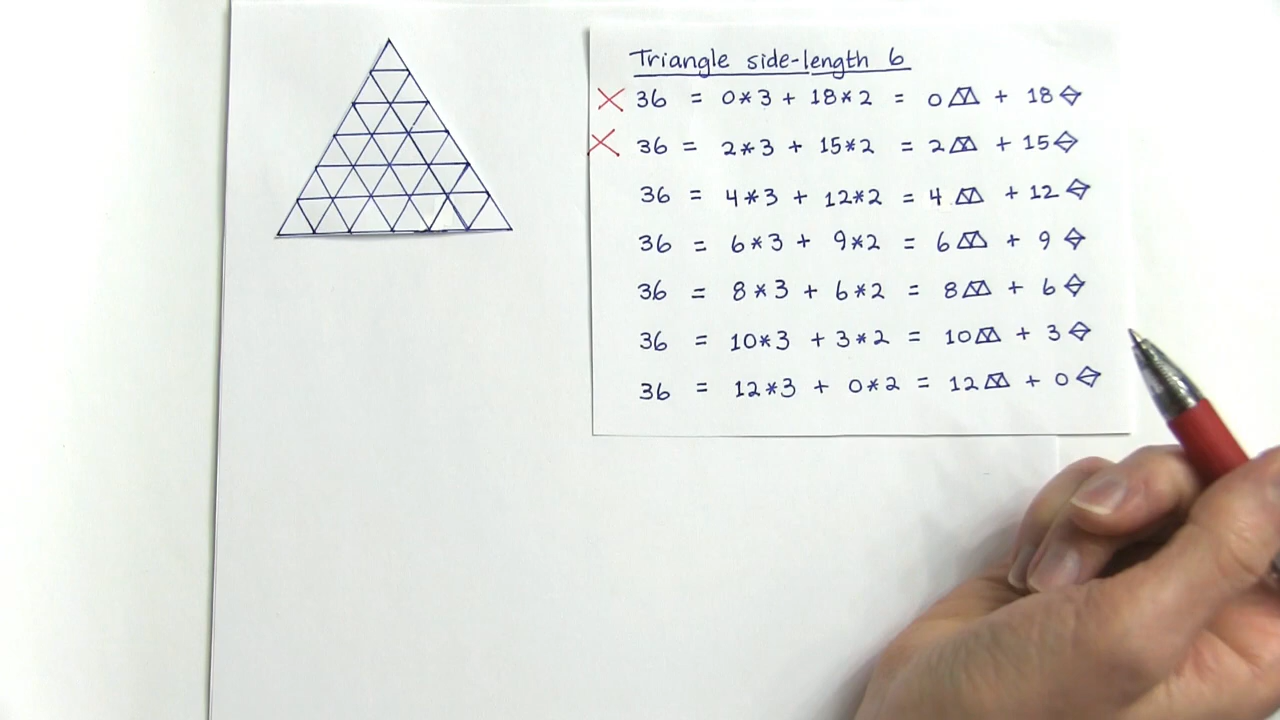 Triangle side-length 6
36 = 0*3 + 18*2 = 0 + 18
36 = 2*3 + 15*2 = 2 + 15
36 = 4*3 + 12*2 = 4 + 12
36 = 6*3 + 9*2 = 6 + 9
36 = 8*3 + 6*2 = 8 + 6
36 = 10*3 + 3*2 = 10 + 3
36 = 12*3 + 0*2 = 12 + 0